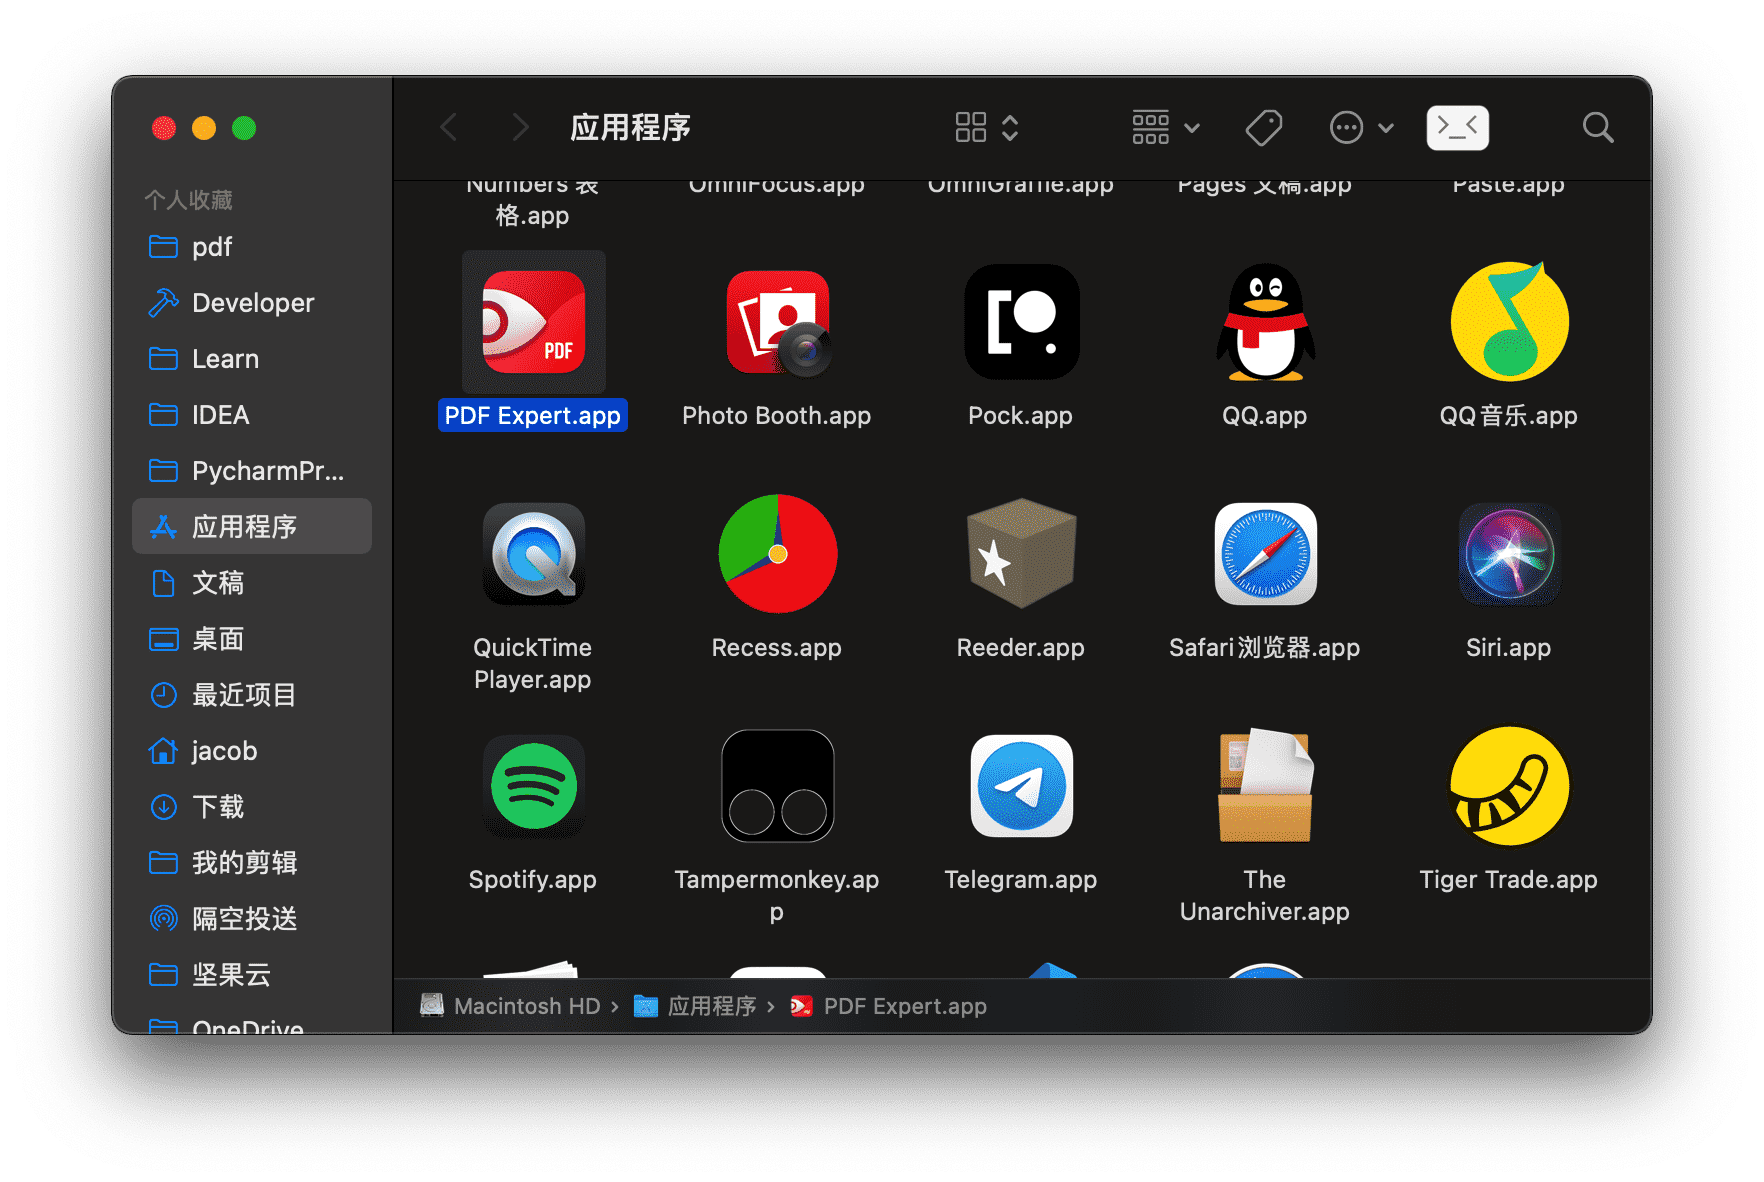 应用程序
个人收藏
pdf
Developer
Learn
IDEA
PycharmPr...
应用程序
文稿
桌面
最近项目
jacob
下载
我的剪辑
隔空投送
坚果云
OneDrive
Numbers 表
格.app
OmniFocus.app
OmniGraffle.app
Pages 文稿.app
Paste.app
PDF
PDF Expert.app
Photo Booth.app
Pock.app
QQ.app
QQ音乐.app
QuickTime
Player.app
Recess.app
Reeder.app
Safari浏览器.app
Siri.app
Spotify.app
Tampermonkey.ap
p
Telegram.app
The
Unarchiver.app
Tiger Trade.app
Macintosh HD › 应用程序 › PDF Expert.app